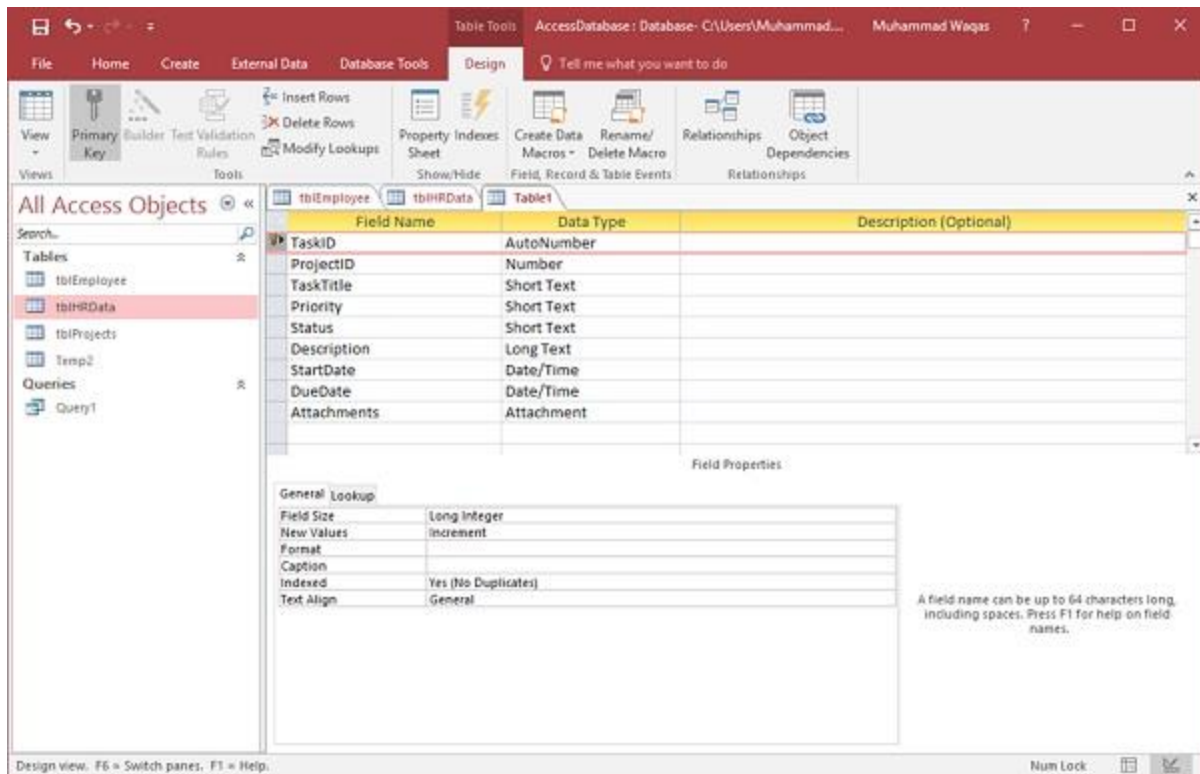 Table Tools AccessDatabase : Database- C:\Users\Muhammad.... Muhammad Waqas ?
File Home Create External Data Database Tools Design Tell me what you want to do
View Primary Key Builder Test Validation Rules Insert Rows Delete Rows Modify Lookups Property Sheet Indexes Create Data Macros Rename/ Delete Macro Relationships Object Dependencies
Views Tools Show/Hide Field, Record & Table Events Relationships
All Access Objects
Search...
Tables
tblEmployee
tblHRData
tblProjects
Temp2
Queries
Query1
tblEmployee tblHRData Table1
Field Name Data Type Description (Optional)
TaskID AutoNumber
ProjectID Number
TaskTitle Short Text
Priority Short Text
Status Short Text
Description Long Text
StartDate Date/Time
DueDate Date/Time
Attachments Attachment
Field Properties
General Lookup
Field Size Long Integer
New Values Increment
Format
Caption
Indexed Yes (No Duplicates)
Text Align General
A field name can be up to 64 characters long,
including spaces. Press F1 for help on field
names.
Design view. F6 = Switch panes. F1 = Help.
Num Lock